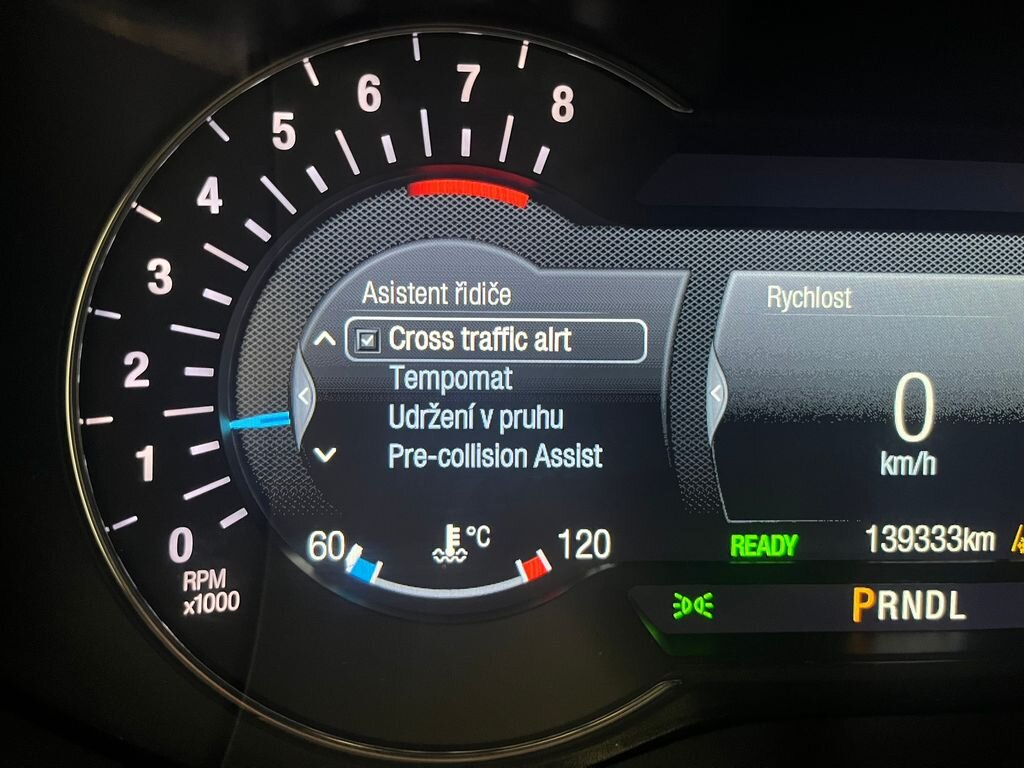 8
7
6
5
4
3
2
1
0
RPM
x1000
Asistent řidiče
Cross traffic alrt
Tempomat
Udržení v pruhu
Pre-collision Assist
60
°C
120
Rychlost
0
km/h
READY
139333km
PRNDL